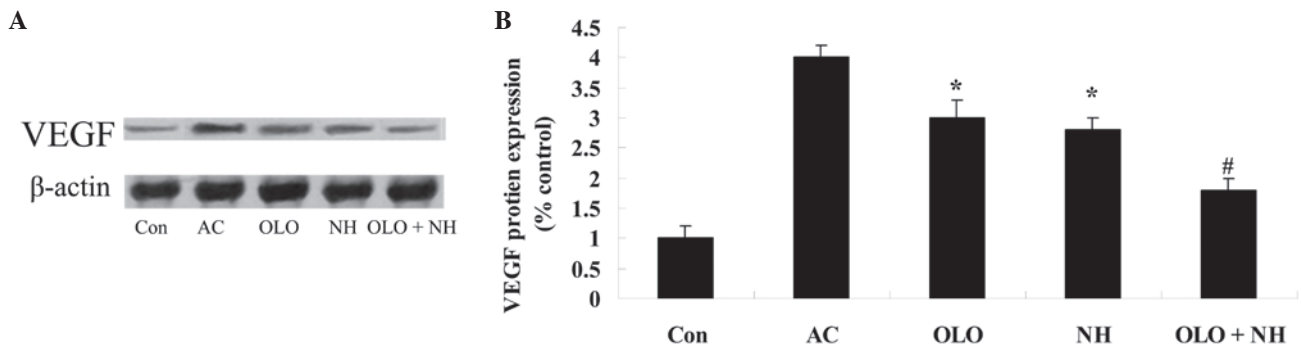 A
VEGF
β-actin
Con AC OLO NH OLO + NH
B
VEGF protien expression
(% control)
4.5
4
3.5
3
2.5
2
1.5
1
0.5
0
*
*
#
Con AC OLO NH OLO + NH